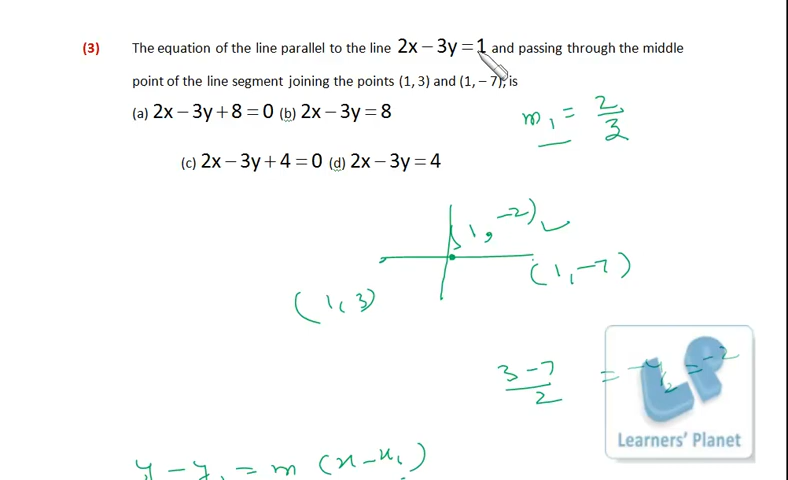 (3) The equation of the line parallel to the line 2x − 3y = 1 and passing through the middle
point of the line segment joining the points (1, 3) and (1, − 7), is
(a) 2x − 3y + 8 = 0 (b) 2x − 3y = 8
m₁ = 2/3
(c) 2x − 3y + 4 = 0 (d) 2x − 3y = 4
(1, −2)
(1, −7)
(1, 3)
3 − 7 / 2 = −4/2 = −2
Learners' Planet
y − y₁ = m (x − x₁)